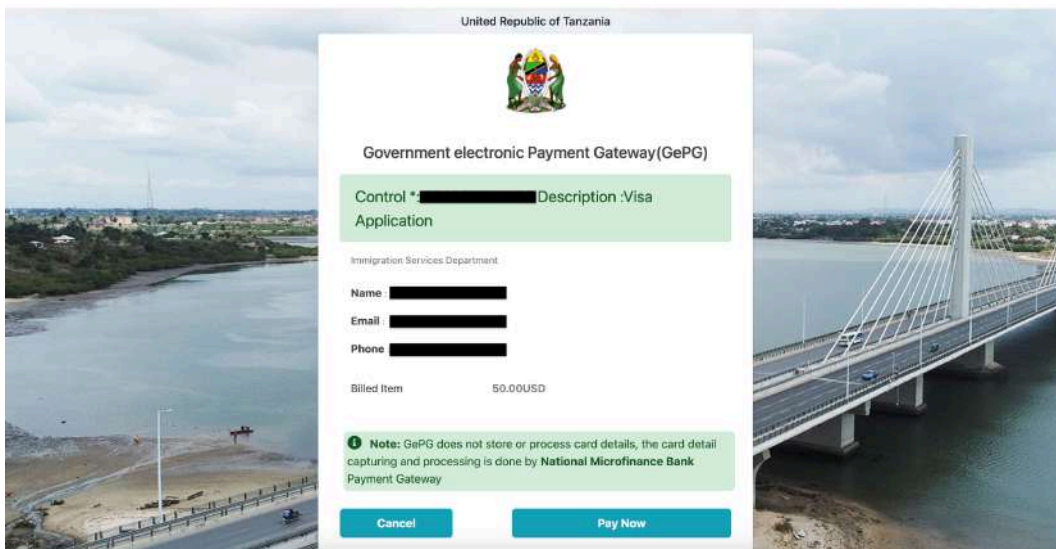 United Republic of Tanzania
Government electronic Payment Gateway(GePG)
Control *: Description :Visa
Application
Immigration Services Department
Name :
Email :
Phone
Billed Item 50.00USD
Note: GePG does not store or process card details, the card detail
capturing and processing is done by National Microfinance Bank
Payment Gateway
Cancel Pay Now